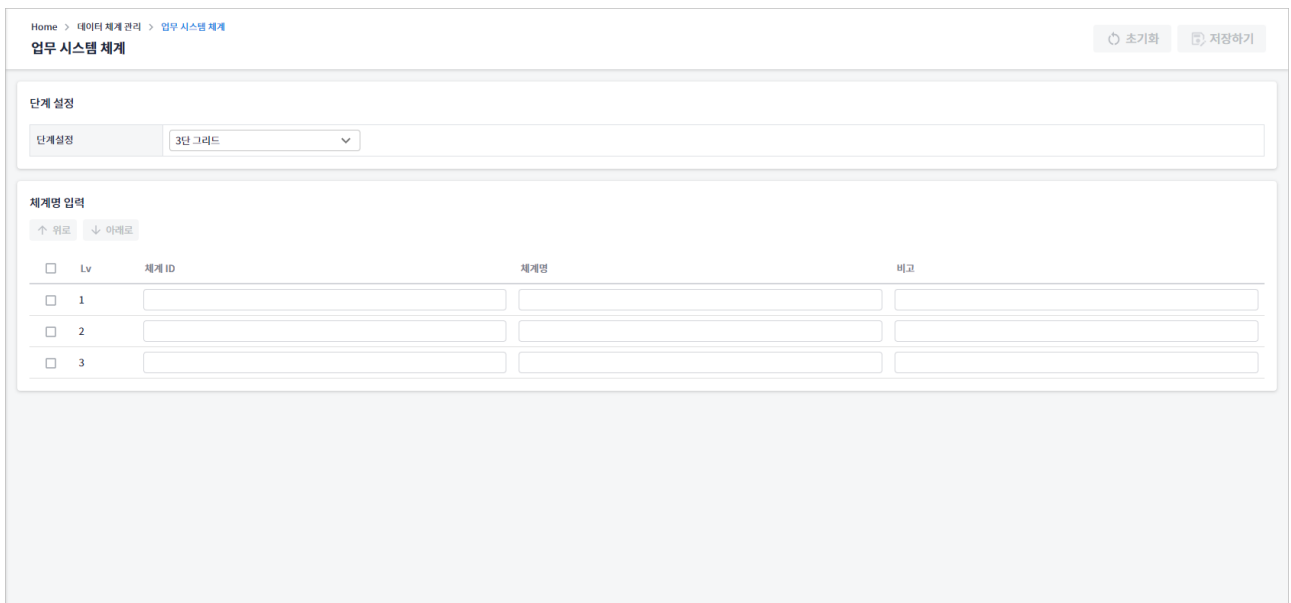 Home > 데이터 체계 관리 > 업무 시스템 체계
업무 시스템 체계
초기화 저장하기
단계 설정
단계설정 3단 그리드
체계명 입력
위로 아래로
Lv 체계 ID 체계명 비고
1
2
3